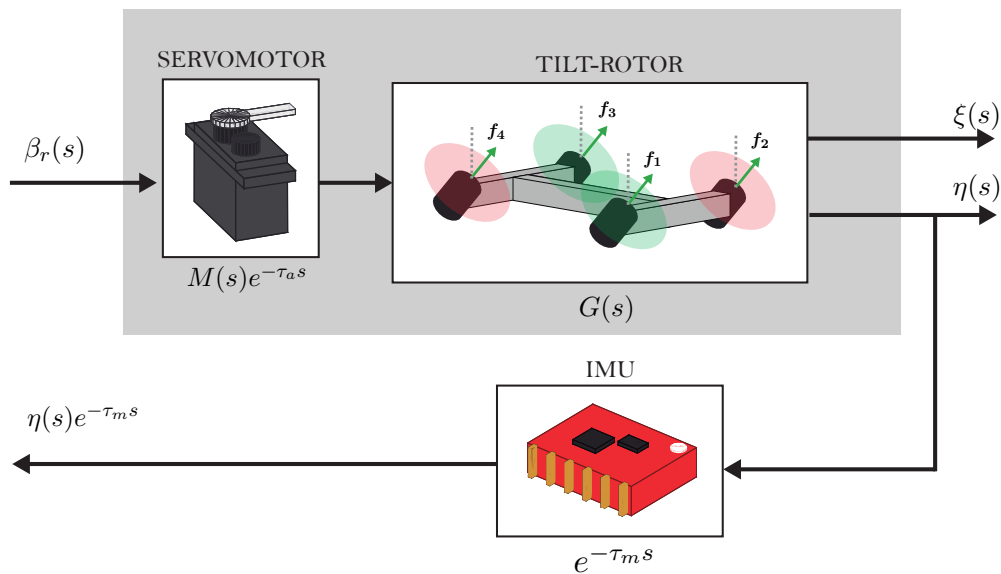 SERVOMOTOR
TILT-ROTOR
β_r(s)
f_4
f_3
f_1
f_2
ξ(s)
η(s)
M(s)e^{-τ_a s}
G(s)
IMU
η(s)e^{-τ_m s}
e^{-τ_m s}